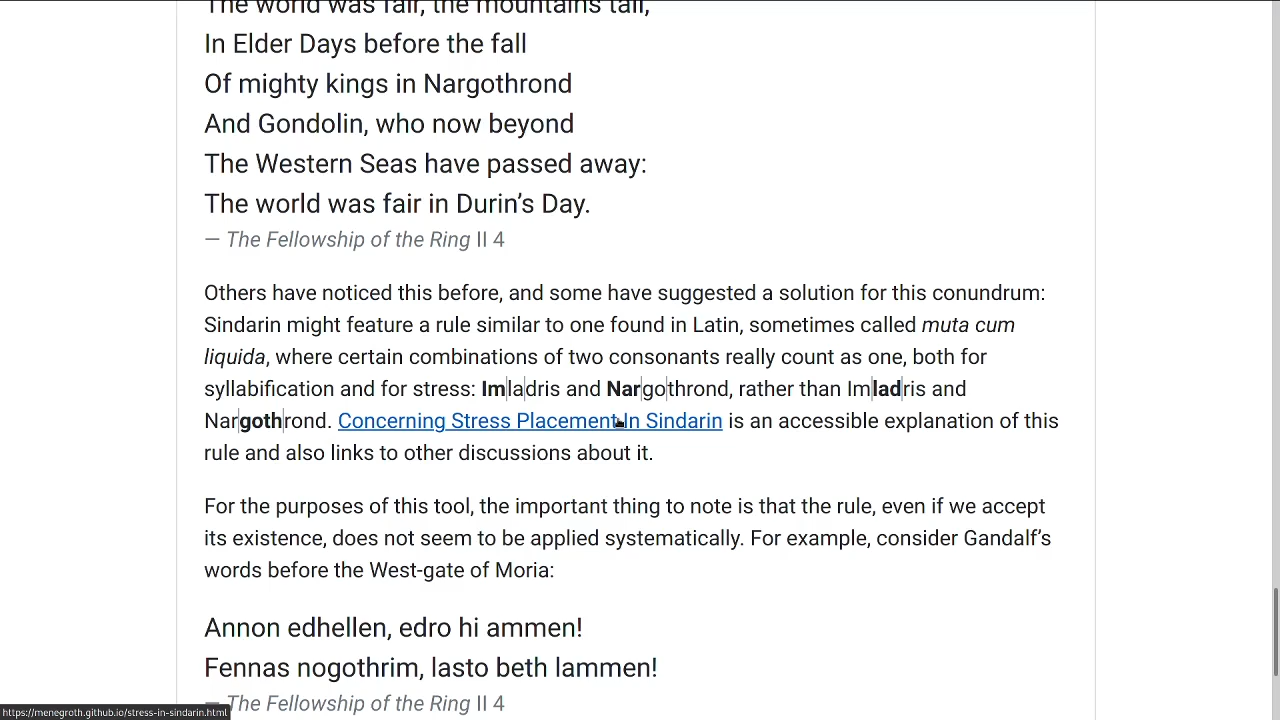 The world was fair, the mountains tall,
In Elder Days before the fall
Of mighty kings in Nargothrond
And Gondolin, who now beyond
The Western Seas have passed away:
The world was fair in Durin’s Day.
— The Fellowship of the Ring II 4
Others have noticed this before, and some have suggested a solution for this conundrum:
Sindarin might feature a rule similar to one found in Latin, sometimes called muta cum
liquida, where certain combinations of two consonants really count as one, both for
syllabification and for stress: Im|la|dris and Nar|go|throndd, rather than Im|lad|ris and
Nar|goth|rond. Concerning Stress Placement In Sindarin is an accessible explanation of this
rule and also links to other discussions about it.
For the purposes of this tool, the important thing to note is that the rule, even if we accept
its existence, does not seem to be applied systematically. For example, consider Gandalf’s
words before the West-gate of Moria:
Annon edhellen, edro hi ammen!
Fennas nogothrim, lasto beth lammen!
— The Fellowship of the Ring II 4
https://menegroth.github.io/stress-in-sindarin.html